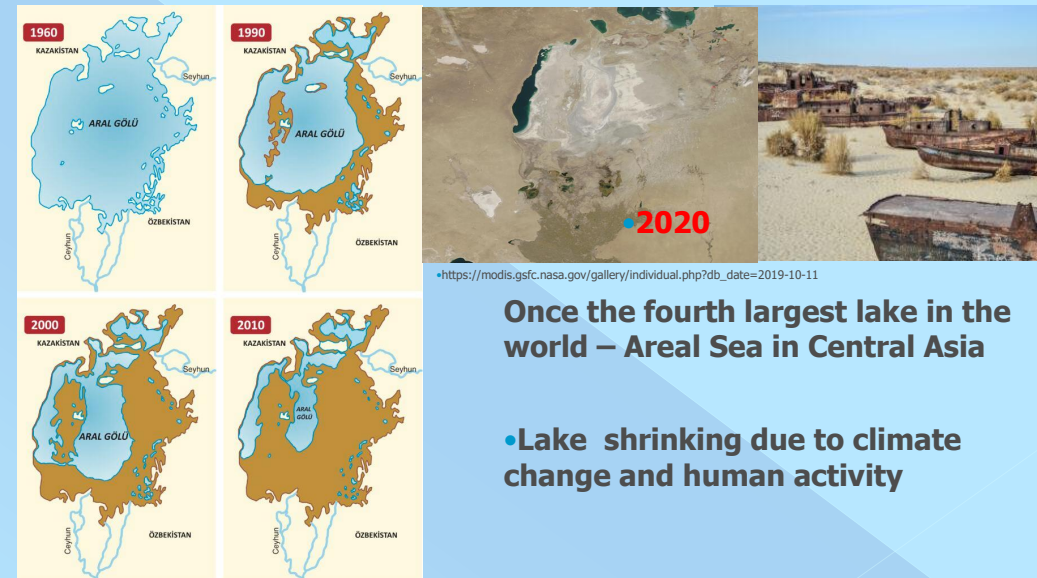 1960
KAZAKİSTAN
Seyhun
ARAL GÖLÜ
ÖZBEKİSTAN
Ceyhun
1990
KAZAKİSTAN
Seyhun
ARAL GÖLÜ
ÖZBEKİSTAN
Ceyhun
•2020
•https://modis.gsfc.nasa.gov/gallery/individual.php?db_date=2019-10-11
2000
KAZAKİSTAN
Seyhun
ARAL GÖLÜ
ÖZBEKİSTAN
Ceyhun
2010
KAZAKİSTAN
Seyhun
ARAL
GÖLÜ
ÖZBEKİSTAN
Ceyhun
Once the fourth largest lake in the
world – Areal Sea in Central Asia
•Lake shrinking due to climate
change and human activity